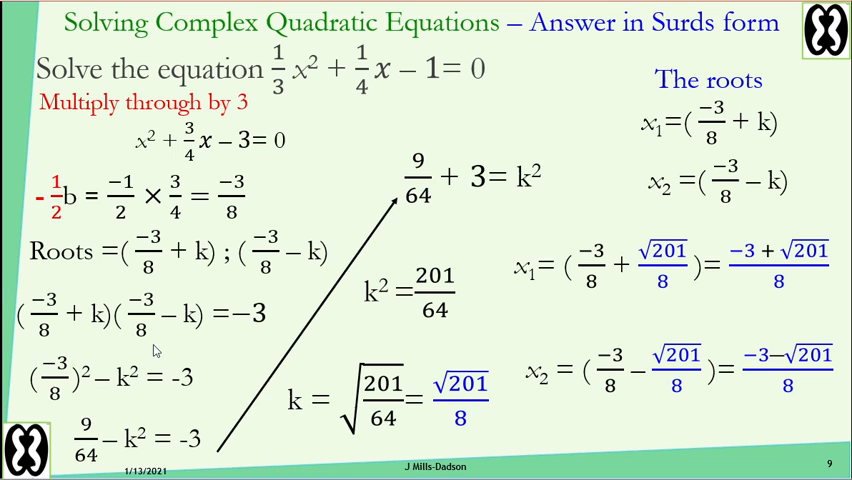 Solving Complex Quadratic Equations – Answer in Surds form
Solve the equation 1/3 x² + 1/4 x – 1= 0
Multiply through by 3
x² + 3/4 x – 3= 0
- 1/2 b = −1/2 × 3/4 = −3/8
Roots =( −3/8 + k) ; ( −3/8 – k)
( −3/8 + k)( −3/8 – k) =−3
( −3/8 )² – k² = -3
9/64 – k² = -3
9/64 + 3= k²
k² = 201/64
k = √(201/64) = √201/8
The roots
x₁=( −3/8 + k)
x₂ =( −3/8 – k)
x₁= ( −3/8 + √201/8 )= (−3 + √201)/8
x₂ = ( −3/8 - √201/8 )= (−3−√201)/8
1/13/2021
J Mills-Dadson
9